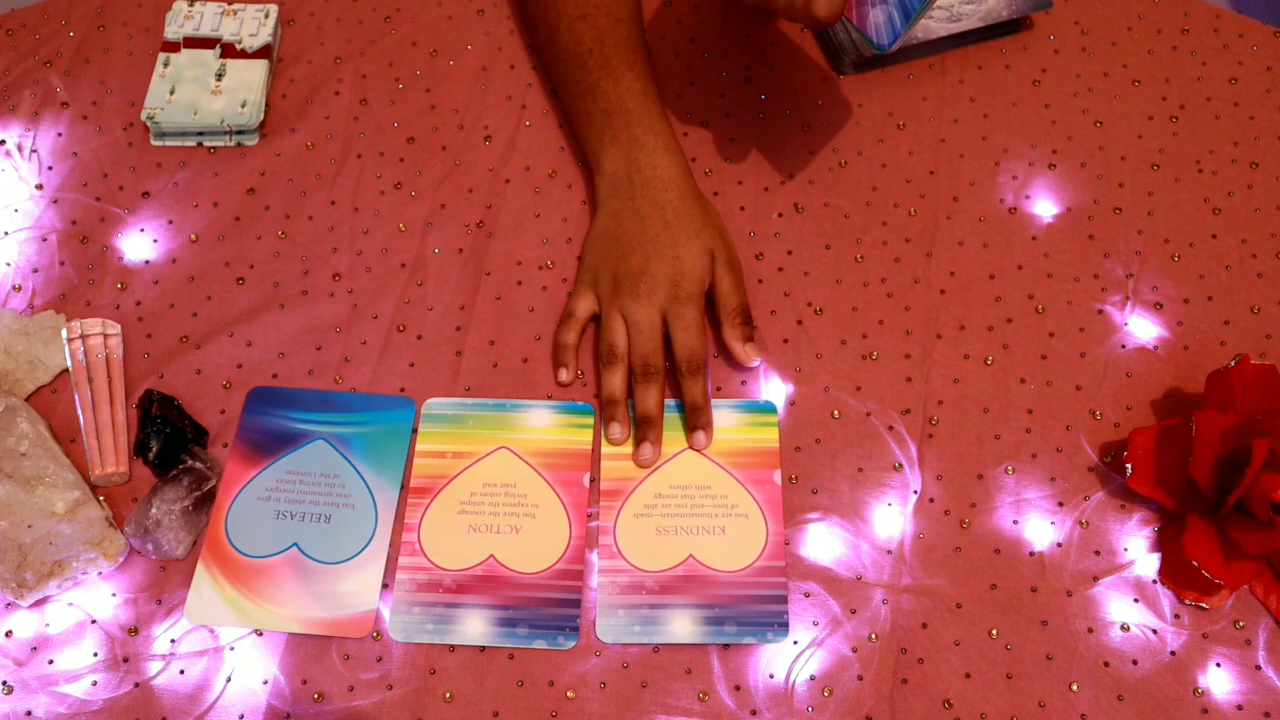 KINDNESS
You are a humanitarian—made
of love—and you are able
to share that energy
with others
ACTION
You have the courage
to express the unique,
loving colors of
your soul
RELEASE
You have the ability to give
over unwanted energies
to the loving forces
of the Universe